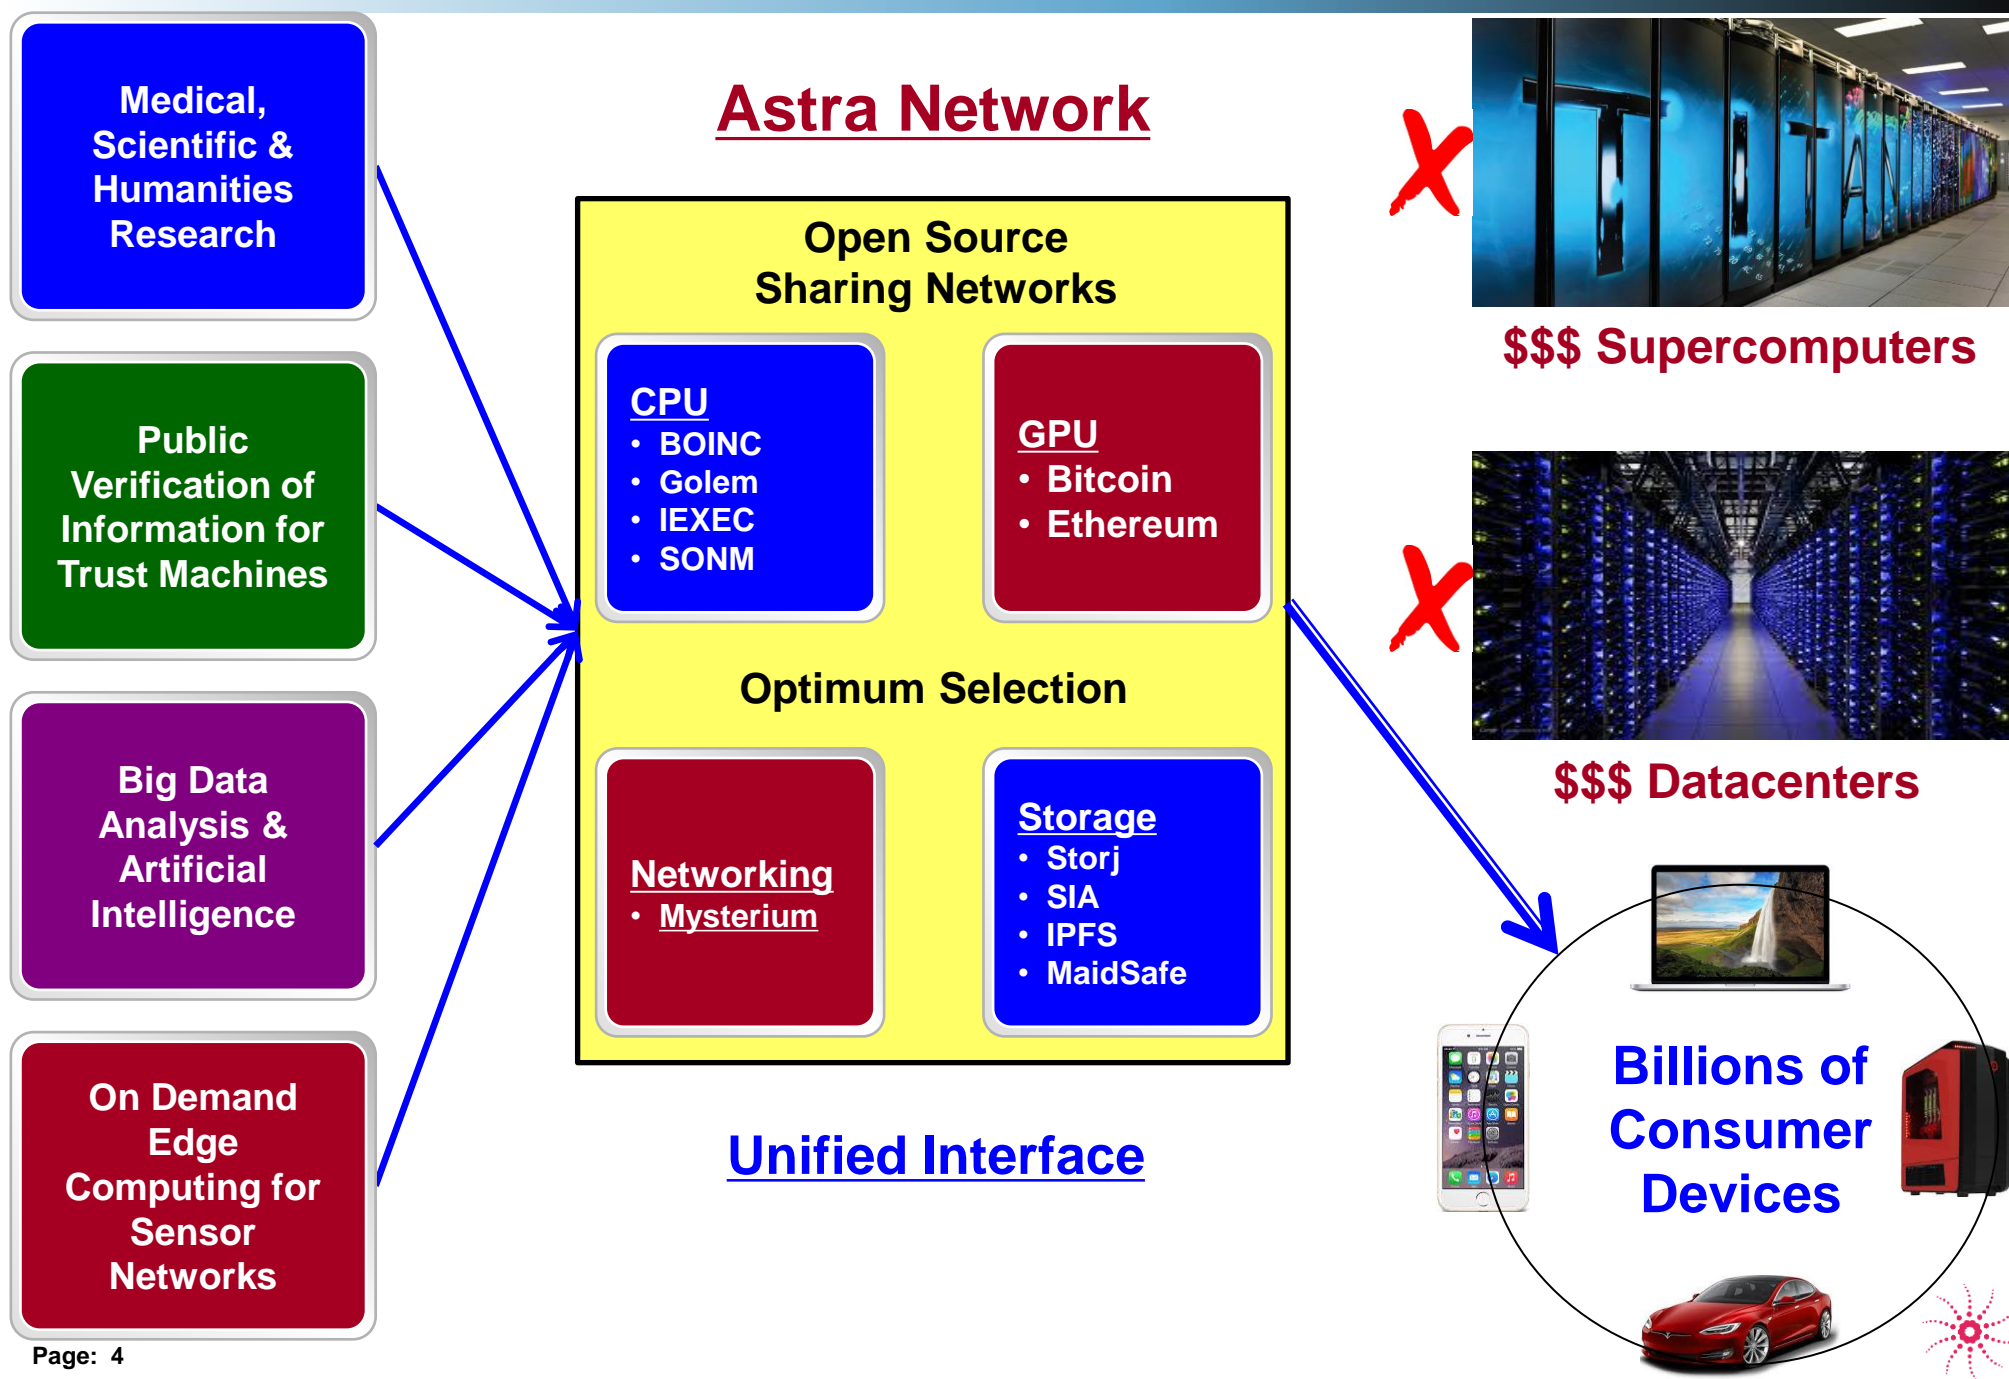 Astra Network
Medical,
Scientific &
Humanities
Research
Public
Verification of
Information for
Trust Machines
Big Data
Analysis &
Artificial
Intelligence
On Demand
Edge
Computing for
Sensor
Networks
Open Source
Sharing Networks
CPU
• BOINC
• Golem
• IEXEC
• SONM
GPU
• Bitcoin
• Ethereum
Optimum Selection
Networking
• Mysterium
Storage
• Storj
• SIA
• IPFS
• MaidSafe
Unified Interface
TITAN
$$$ Supercomputers
$$$ Datacenters
Billions of
Consumer
Devices
Page: 4